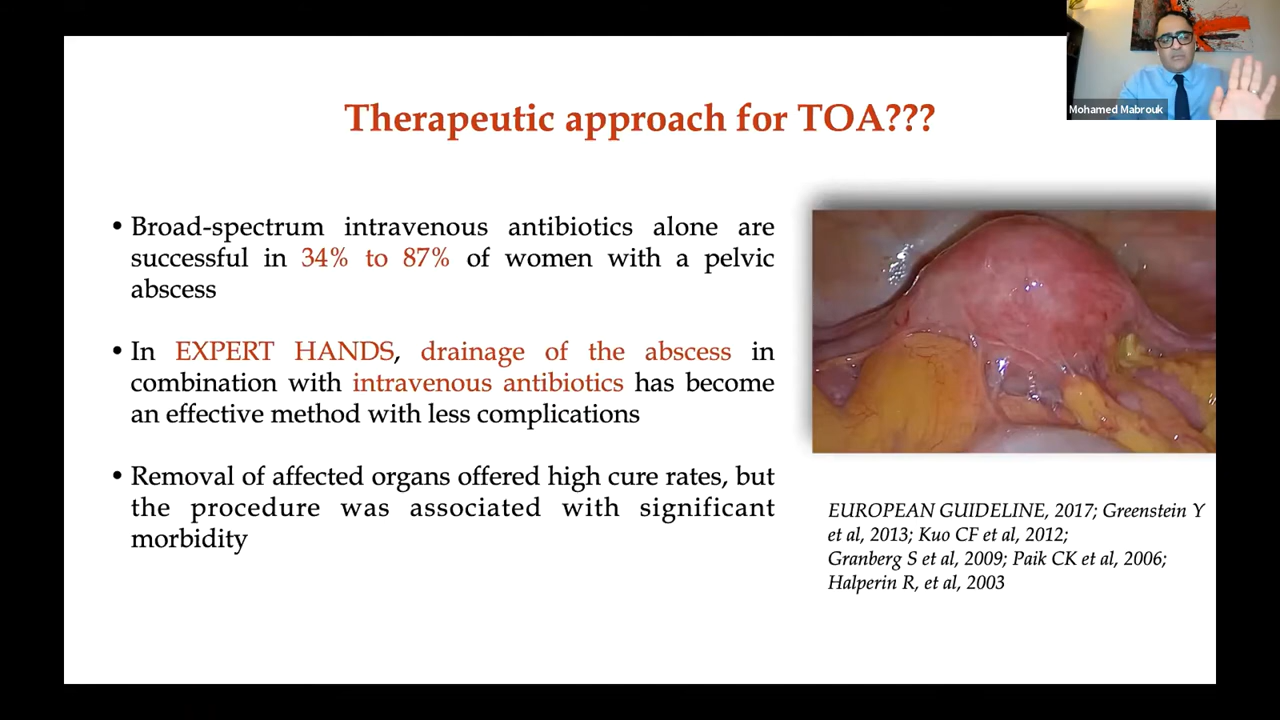 Mohamed Mabrouk
Therapeutic approach for TOA???
• Broad-spectrum intravenous antibiotics alone are
successful in 34% to 87% of women with a pelvic
abscess
• In EXPERT HANDS, drainage of the abscess in
combination with intravenous antibiotics has become
an effective method with less complications
• Removal of affected organs offered high cure rates, but
the procedure was associated with significant
morbidity
EUROPEAN GUIDELINE, 2017; Greenstein Y
et al, 2013; Kuo CF et al, 2012;
Granberg S et al, 2009; Paik CK et al, 2006;
Halperin R, et al, 2003